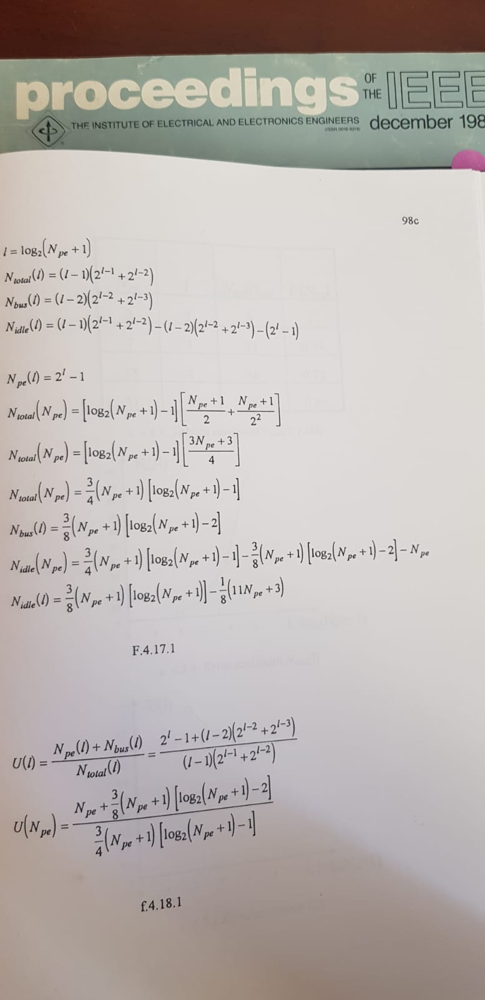 proceedings OF THE IEEE
THE INSTITUTE OF ELECTRICAL AND ELECTRONICS ENGINEERS
december 198
98c
l = log₂(N_pe + 1)
N_total(l) = (l − 1)(2^(l−1) + 2^(l−2))
N_bus(l) = (l − 2)(2^(l−2) + 2^(l−3))
N_idle(l) = (l − 1)(2^(l−1) + 2^(l−2)) − (l − 2)(2^(l−2) + 2^(l−3)) − (2^l − 1)
N_pe(l) = 2^l − 1
N_total(N_pe) = [log₂(N_pe + 1) − 1][(N_pe + 1)/2 + (N_pe + 1)/2²]
N_total(N_pe) = [log₂(N_pe + 1) − 1][(3N_pe + 3)/4]
N_total(N_pe) = 3/4 (N_pe + 1) [log₂(N_pe + 1) − 1]
N_bus(l) = 3/8 (N_pe + 1) [log₂(N_pe + 1) − 2]
N_idle(N_pe) = 3/4 (N_pe + 1) [log₂(N_pe + 1) − 1] − 3/8 (N_pe + 1) [log₂(N_pe + 1) − 2] − N_pe
N_idle(l) = 3/8 (N_pe + 1) [log₂(N_pe + 1)] − 1/8 (11N_pe + 3)
F.4.17.1
U(l) = (N_pe(l) + N_bus(l))/N_total(l) = (2^l − 1 + (l − 2)(2^(l−2) + 2^(l−3)))/((l − 1)(2^(l−1) + 2^(l−2)))
U(N_pe) = (N_pe + 3/8 (N_pe + 1) [log₂(N_pe + 1) − 2])/(3/4 (N_pe + 1) [log₂(N_pe + 1) − 1])
f.4.18.1